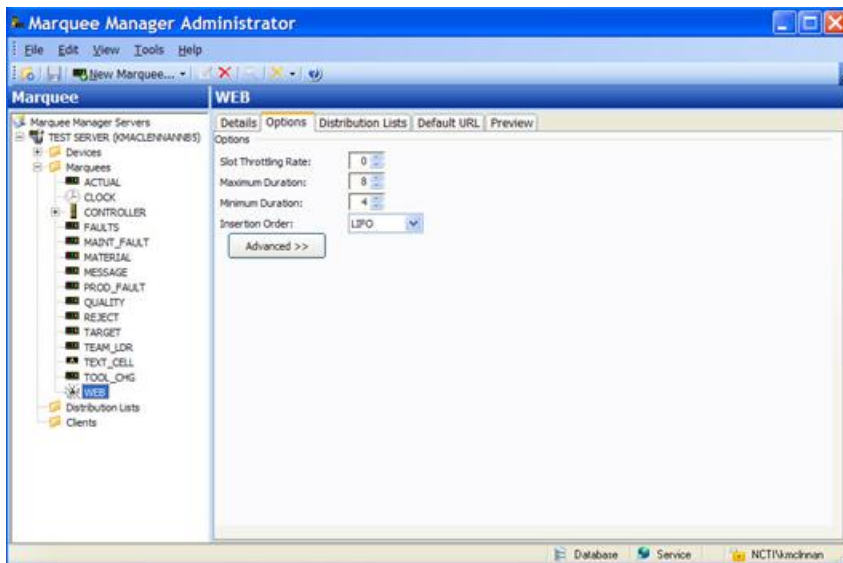 Marquee Manager Administrator
File Edit View Tools Help
New Marquee...
Marquee
WEB
Marquee Manager Servers
TEST SERVER (KMACLENNANNB5)
Devices
Marquees
ACTUAL
CLOCK
CONTROLLER
FAULTS
MAINT_FAULT
MATERIAL
MESSAGE
PROD_FAULT
QUALITY
REJECT
TARGET
TEAM_LDR
TEXT_CELL
TOOL_CHG
WEB
Distribution Lists
Clients
Details Options Distribution Lists Default URL Preview
Options
Slot Throttling Rate: 0
Maximum Duration: 8
Minimum Duration: 4
Insertion Order: LIFO
Advanced >>
Database Service NCTI\kmclnnan